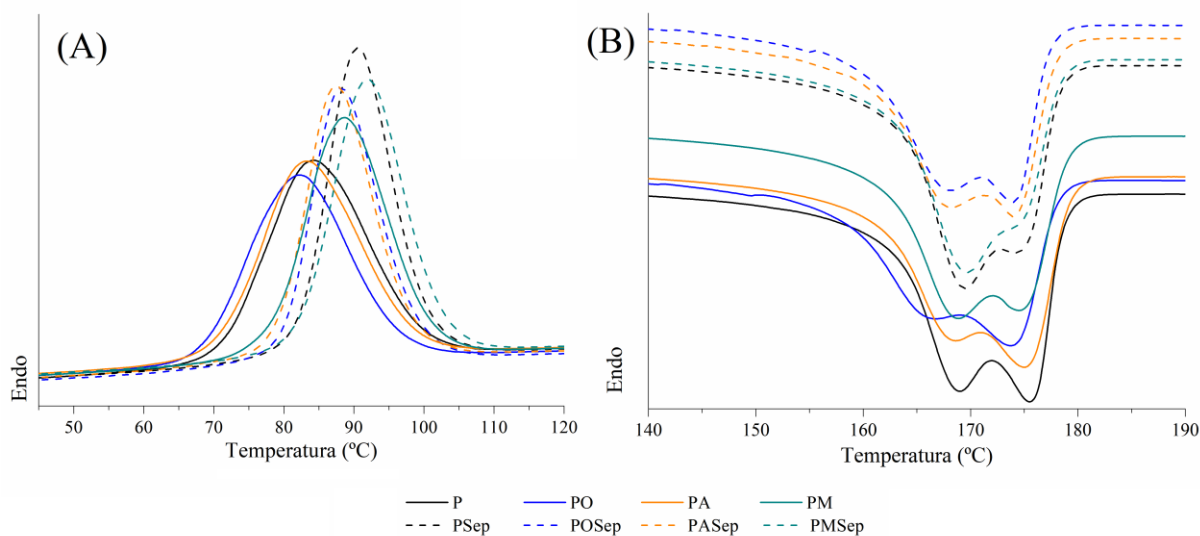 (A)
(B)
Endo
50 60 70 80 90 100 110 120
Temperatura (ºC)
Endo
140 150 160 170 180 190
Temperatura (ºC)
P PO PA PM
PSep POSep PASep PMSep